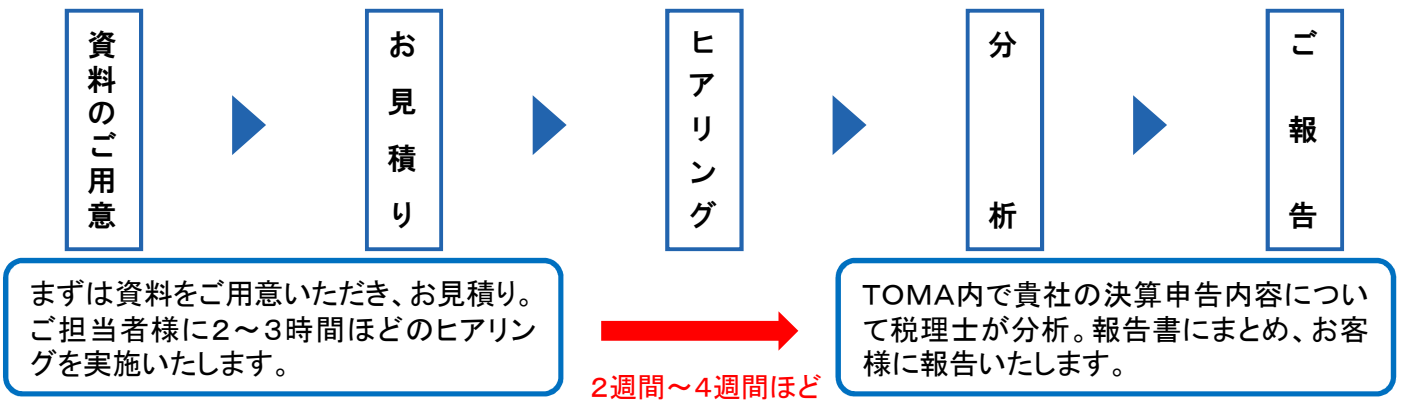 資料のご用意
お見積り
ヒアリング
分析
ご報告
まずは資料をご用意いただき、お見積り。
ご担当者様に2～3時間ほどのヒアリン
グを実施いたします。
2週間～4週間ほど
TOMA内で貴社の決算申告内容につい
て税理士が分析。報告書にまとめ、お客
様に報告いたします。